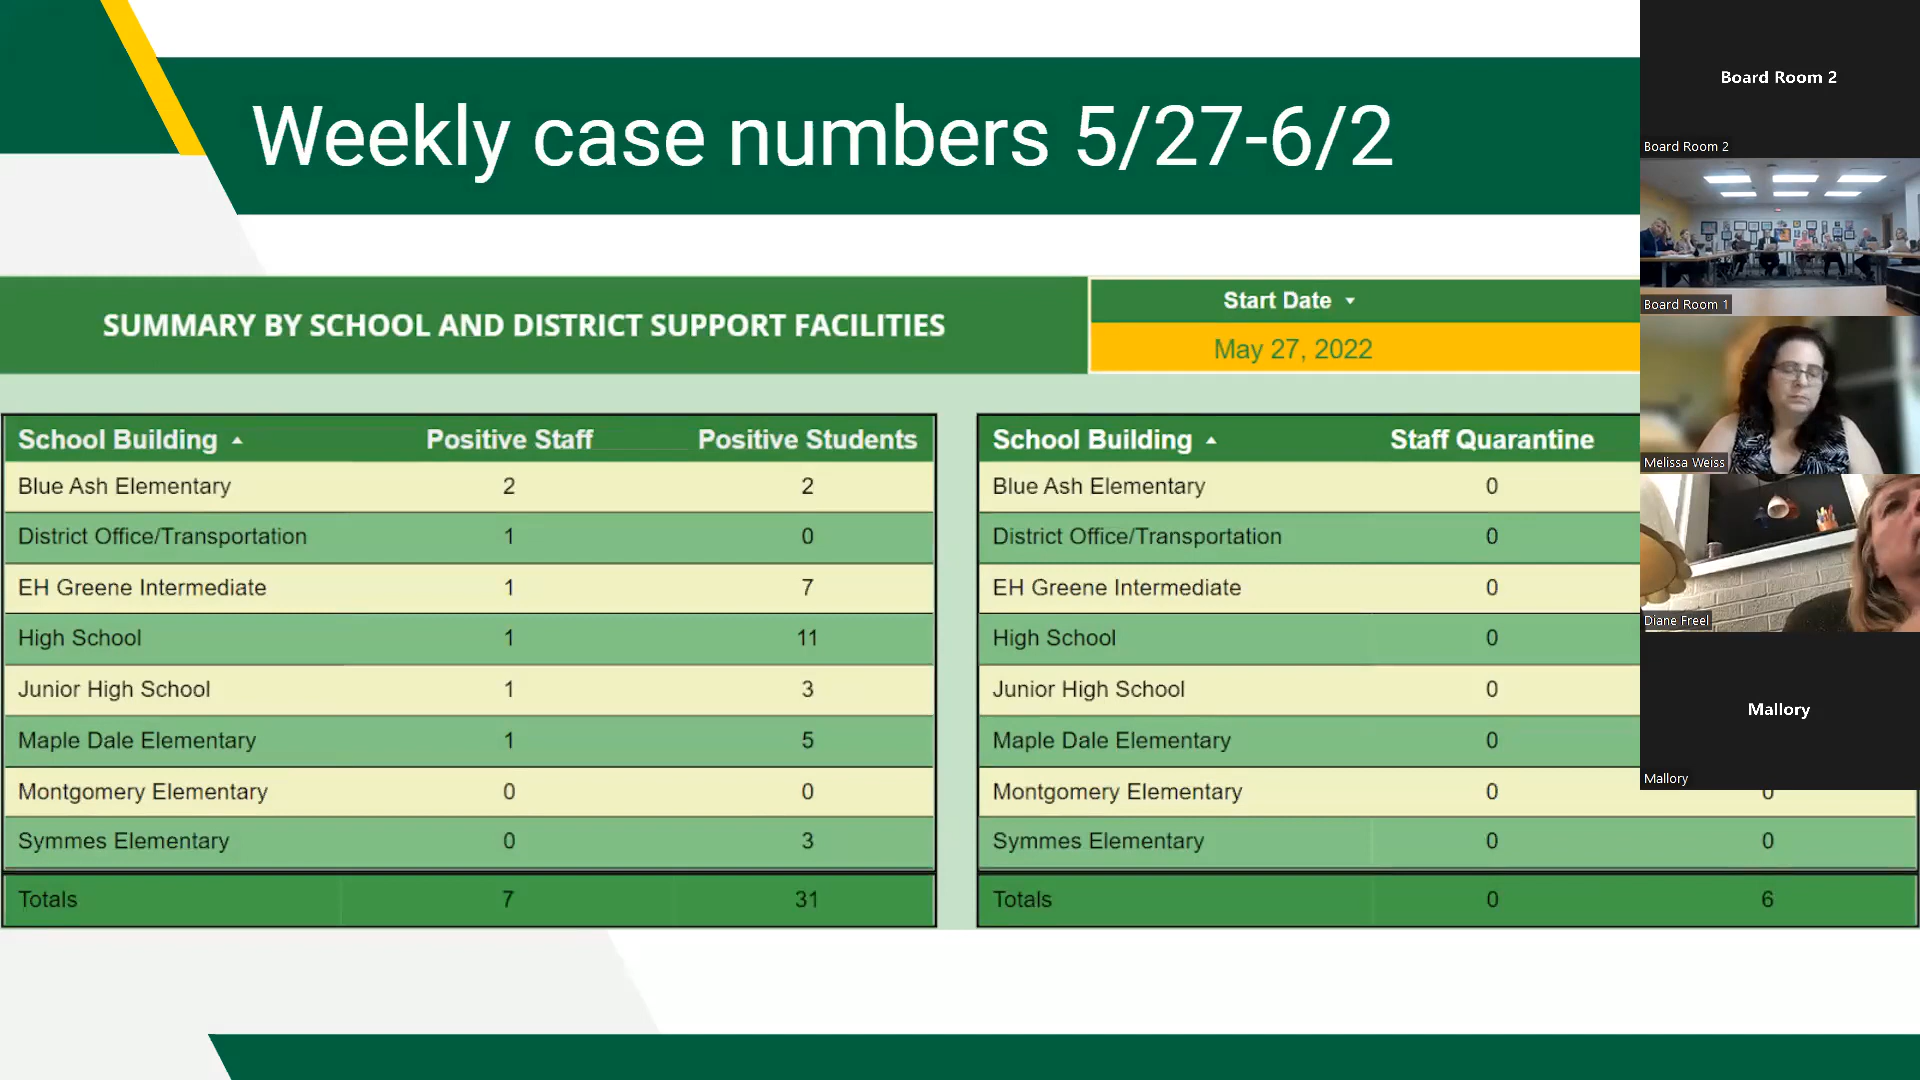 Weekly case numbers 5/27-6/2
SUMMARY BY SCHOOL AND DISTRICT SUPPORT FACILITIES
Start Date
May 27, 2022
School Building Positive Staff Positive Students
Blue Ash Elementary 2 2
District Office/Transportation 1 0
EH Greene Intermediate 1 7
High School 1 11
Junior High School 1 3
Maple Dale Elementary 1 5
Montgomery Elementary 0 0
Symmes Elementary 0 3
Totals 7 31
School Building Staff Quarantine
Blue Ash Elementary 0
District Office/Transportation 0
EH Greene Intermediate 0
High School 0
Junior High School 0
Maple Dale Elementary 0
Montgomery Elementary 0 0
Symmes Elementary 0 0
Totals 0 6
Board Room 2
Board Room 2
Board Room 1
Melissa Weiss
Diane Freel
Mallory
Mallory